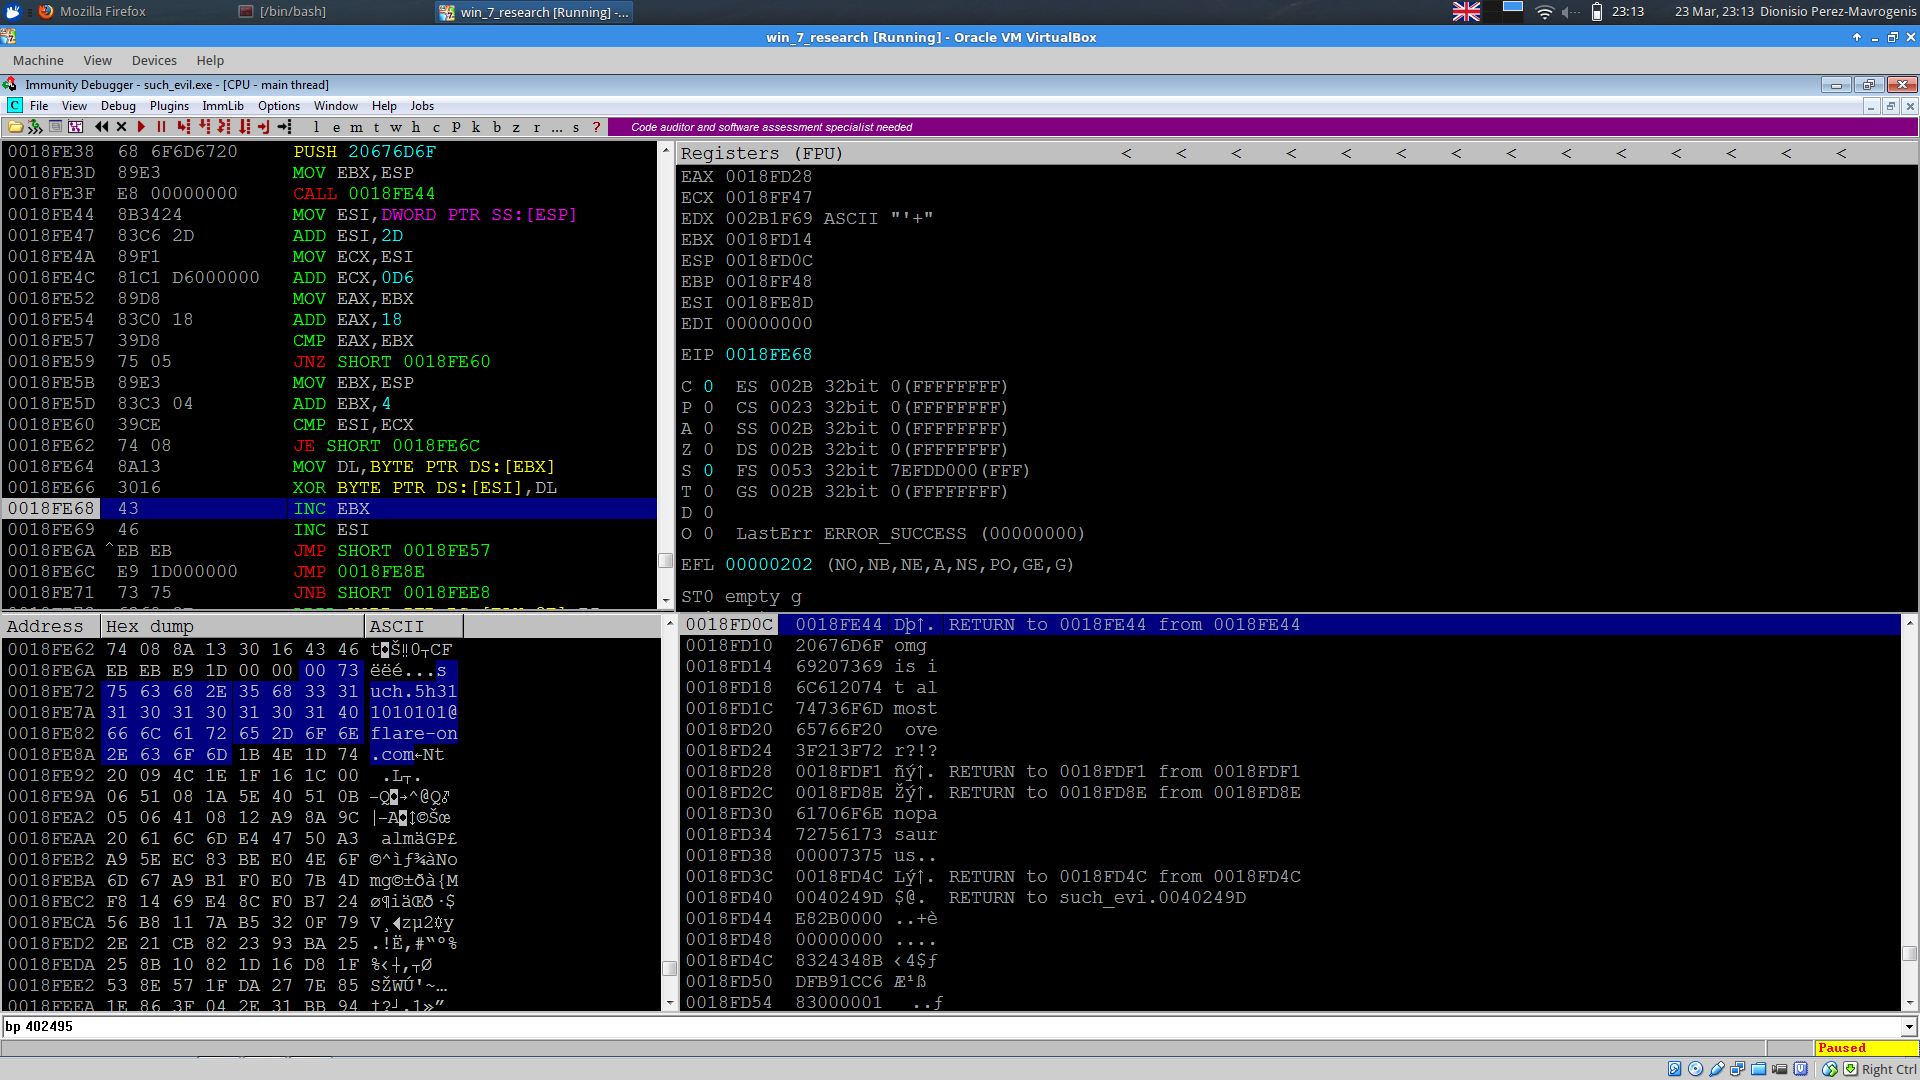 Mozilla Firefox [/bin/bash] win_7_research [Running] -... 23:13 23 Mar, 23:13 Dionisio Perez-Mavrogenis
win_7_research [Running] - Oracle VM VirtualBox
Machine View Devices Help
Immunity Debugger - such_evil.exe - [CPU - main thread]
C File View Debug Plugins ImmLib Options Window Help Jobs
l e m t w h c P k b z r ... s ? Code auditor and software assessment specialist needed
0018FE38 68 6F6D6720 PUSH 20676D6F
0018FE3D 89E3 MOV EBX,ESP
0018FE3F E8 00000000 CALL 0018FE44
0018FE44 8B3424 MOV ESI,DWORD PTR SS:[ESP]
0018FE47 83C6 2D ADD ESI,2D
0018FE4A 89F1 MOV ECX,ESI
0018FE4C 81C1 D6000000 ADD ECX,0D6
0018FE52 89D8 MOV EAX,EBX
0018FE54 83C0 18 ADD EAX,18
0018FE57 39D8 CMP EAX,EBX
0018FE59 75 05 JNZ SHORT 0018FE60
0018FE5B 89E3 MOV EBX,ESP
0018FE5D 83C3 04 ADD EBX,4
0018FE60 39CE CMP ESI,ECX
0018FE62 74 08 JE SHORT 0018FE6C
0018FE64 8A13 MOV DL,BYTE PTR DS:[EBX]
0018FE66 3016 XOR BYTE PTR DS:[ESI],DL
0018FE68 43 INC EBX
0018FE69 46 INC ESI
0018FE6A ^EB EB JMP SHORT 0018FE57
0018FE6C E9 1D000000 JMP 0018FE8E
0018FE71 73 75 JNB SHORT 0018FEE8
Registers (FPU) < < < < < < < < < < < < < <
EAX 0018FD28
ECX 0018FF47
EDX 002B1F69 ASCII "'+"
EBX 0018FD14
ESP 0018FD0C
EBP 0018FF48
ESI 0018FE8D
EDI 00000000
EIP 0018FE68
C 0 ES 002B 32bit 0(FFFFFFFF)
P 0 CS 0023 32bit 0(FFFFFFFF)
A 0 SS 002B 32bit 0(FFFFFFFF)
Z 0 DS 002B 32bit 0(FFFFFFFF)
S 0 FS 0053 32bit 7EFDD000(FFF)
T 0 GS 002B 32bit 0(FFFFFFFF)
D 0
O 0 LastErr ERROR_SUCCESS (00000000)
EFL 00000202 (NO,NB,NE,A,NS,PO,GE,G)
ST0 empty g
Address Hex dump ASCII
0018FE62 74 08 8A 13 30 16 43 46 t◘Š‼0┬CF
0018FE6A EB EB E9 1D 00 00 00 73 ëëé...s
0018FE72 75 63 68 2E 35 68 33 31 uch.5h31
0018FE7A 31 30 31 30 31 30 31 40 1010101@
0018FE82 66 6C 61 72 65 2D 6F 6E flare-on
0018FE8A 2E 63 6F 6D 1B 4E 1D 74 .com←Nt
0018FE92 20 09 4C 1E 1F 16 1C 00 .L┬.
0018FE9A 06 51 08 1A 5E 40 51 0B –Q◘→^@Q♂
0018FEA2 05 06 41 08 12 A9 8A 9C |–A◘↕©Šœ
0018FEAA 20 61 6C 6D E4 47 50 A3 almäGP£
0018FEB2 A9 5E EC 83 BE E0 4E 6F ©^ìƒ¾àNo
0018FEBA 6D 67 A9 B1 F0 E0 7B 4D mg©±ðà{M
0018FEC2 F8 14 69 E4 8C F0 B7 24 ø¶iäŒð·$
0018FECA 56 B8 11 7A B5 32 0F 79 V¸◄zµ2¤y
0018FED2 2E 21 CB 82 23 93 BA 25 .!Ë‚#“º%
0018FEDA 25 8B 10 82 1D 16 D8 1F %‹┼‚┬Ø
0018FEE2 53 8E 57 1F DA 27 7E 85 SŽWÚ'~…
0018FEEA 1E 86 3F 04 2E 31 BB 94 †?┘.1»”
0018FD0C 0018FE44 Dþ↑. RETURN to 0018FE44 from 0018FE44
0018FD10 20676D6F omg
0018FD14 69207369 is i
0018FD18 6C612074 t al
0018FD1C 74736F6D most
0018FD20 65766F20 ove
0018FD24 3F213F72 r?!?
0018FD28 0018FDF1 ñý↑. RETURN to 0018FDF1 from 0018FDF1
0018FD2C 0018FD8E Žý↑. RETURN to 0018FD8E from 0018FD8E
0018FD30 61706F6E nopa
0018FD34 72756173 saur
0018FD38 00007375 us..
0018FD3C 0018FD4C Lý↑. RETURN to 0018FD4C from 0018FD4C
0018FD40 0040249D $@. RETURN to such_evi.0040249D
0018FD44 E82B0000 ..+è
0018FD48 00000000 ....
0018FD4C 8324348B ‹4$ƒ
0018FD50 DFB91CC6 Æ¹ß
0018FD54 83000001 ..ƒ
bp 402495
Paused
Right Ctrl